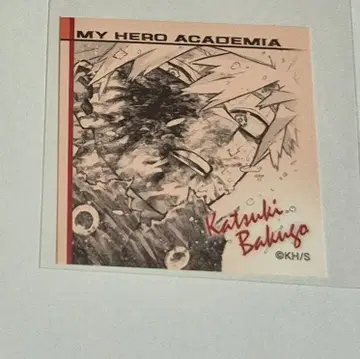 MY HERO ACADEMIA
Katsuki
Bakugo
©KH/S